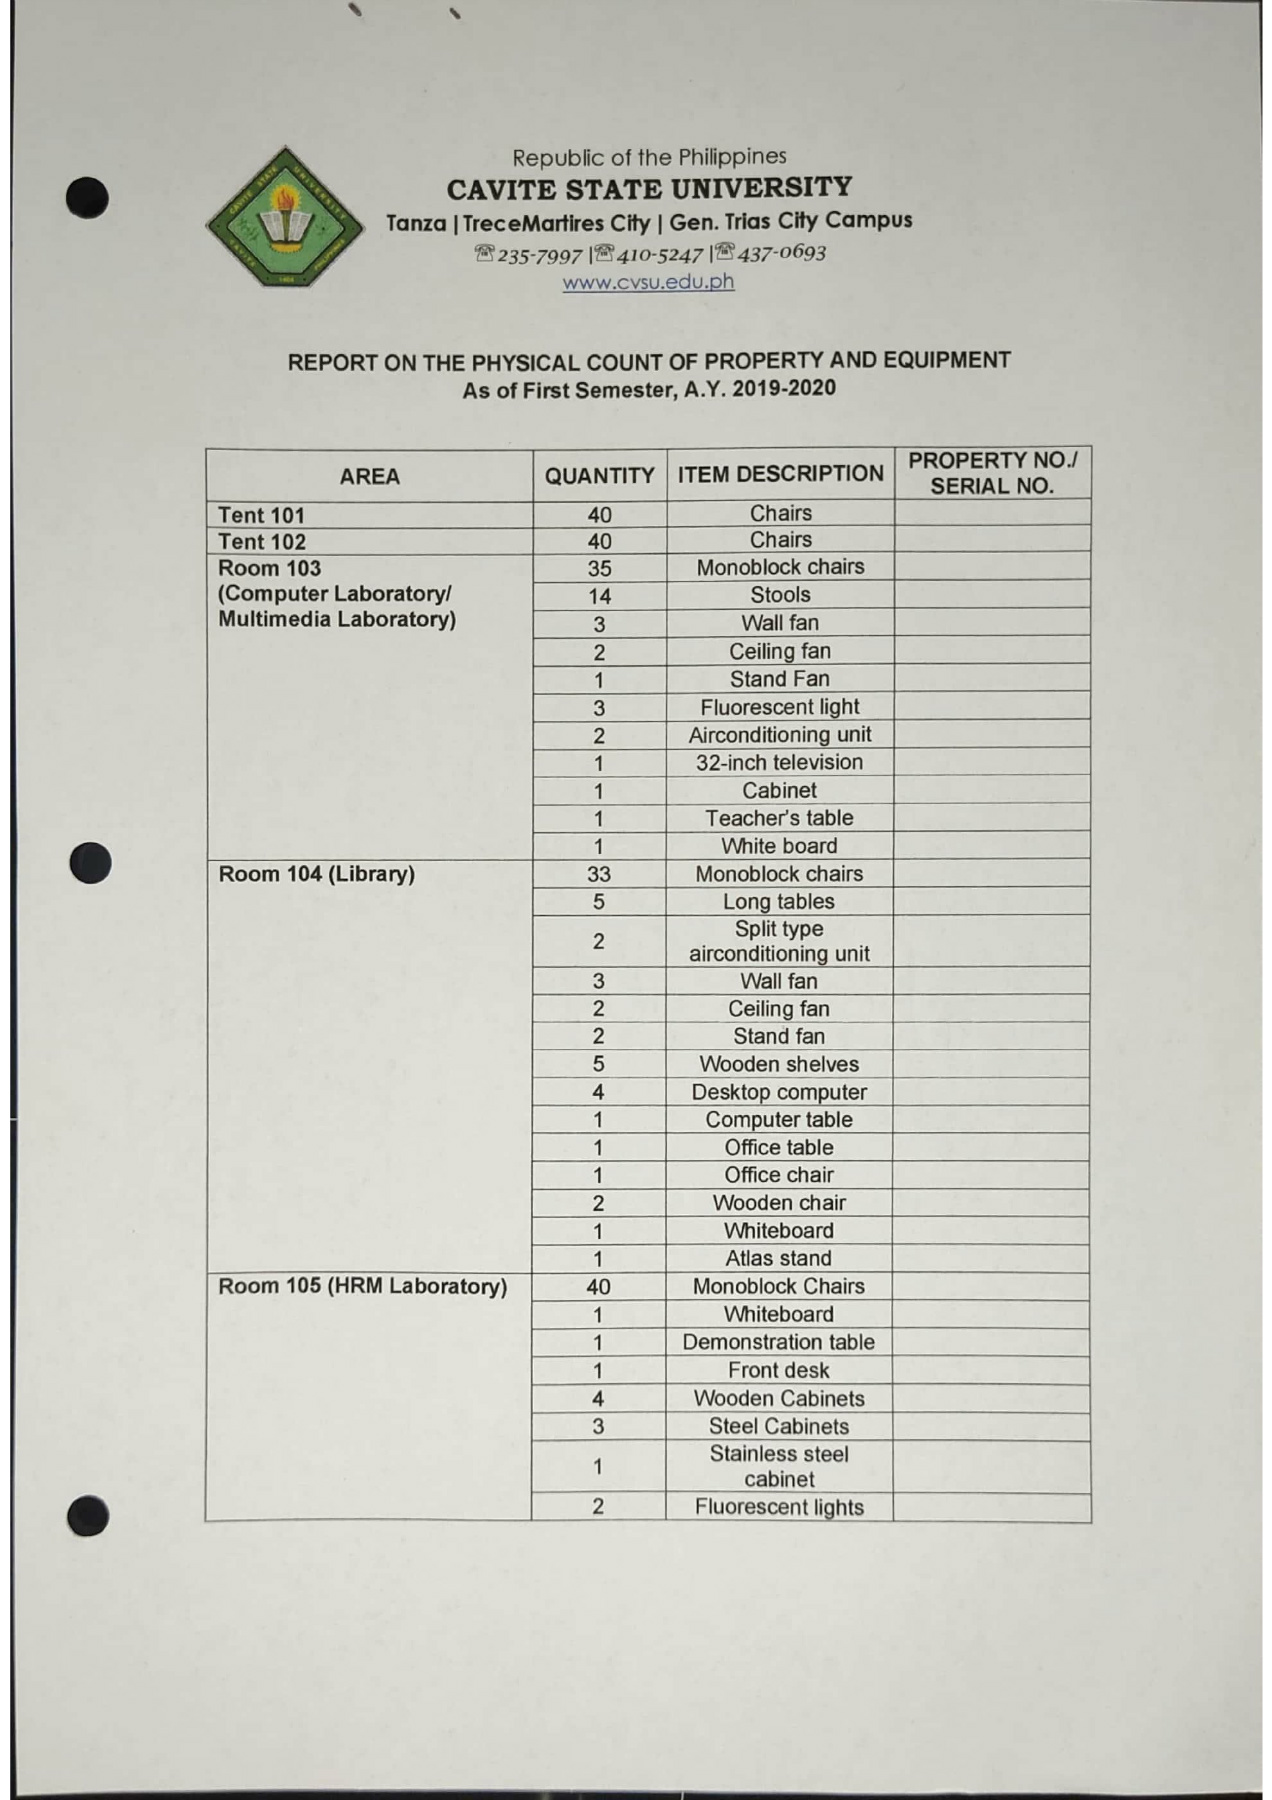 Republic of the Philippines
CAVITE STATE UNIVERSITY
Tanza | TreceMartires City | Gen. Trias City Campus
☏235-7997 |☏410-5247 |☏437-0693
www.cvsu.edu.ph
CAVITE STATE UNIVERSITY
CAVITE PHILIPPINES
1906
REPORT ON THE PHYSICAL COUNT OF PROPERTY AND EQUIPMENT
As of First Semester, A.Y. 2019-2020
AREA QUANTITY ITEM DESCRIPTION PROPERTY NO./
SERIAL NO.
Tent 101 40 Chairs
Tent 102 40 Chairs
Room 103 35 Monoblock chairs
(Computer Laboratory/ 14 Stools
Multimedia Laboratory) 3 Wall fan
2 Ceiling fan
1 Stand Fan
3 Fluorescent light
2 Airconditioning unit
1 32-inch television
1 Cabinet
1 Teacher's table
1 White board
Room 104 (Library) 33 Monoblock chairs
5 Long tables
2 Split type
airconditioning unit
3 Wall fan
2 Ceiling fan
2 Stand fan
5 Wooden shelves
4 Desktop computer
1 Computer table
1 Office table
1 Office chair
2 Wooden chair
1 Whiteboard
1 Atlas stand
Room 105 (HRM Laboratory) 40 Monoblock Chairs
1 Whiteboard
1 Demonstration table
1 Front desk
4 Wooden Cabinets
3 Steel Cabinets
1 Stainless steel
cabinet
2 Fluorescent lights